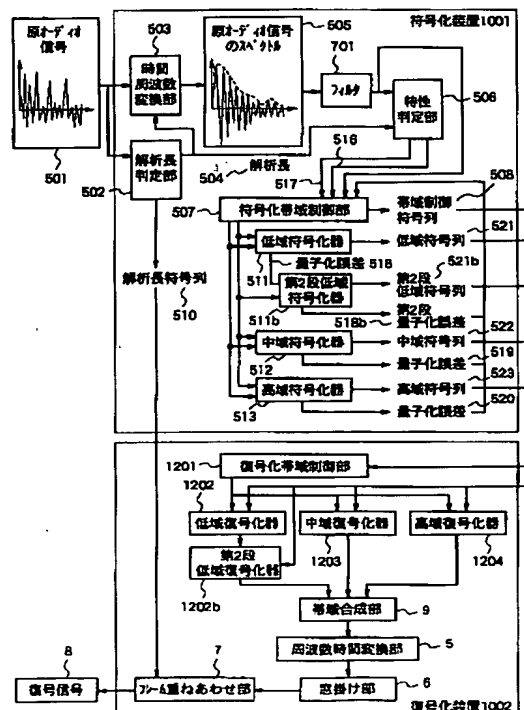 符号化装置1001
原オーディオ
信号
501
503
時間
周波数
変換部
505
原オーディオ信号
のスペクトル
701
フィルタ
506
特性
判定部
解析長
判定部
502
504
解析長
516
517
507
符号化帯域制御部
508
帯域制御
符号列
低域符号化器
511
低域符号列
521
量子化誤差 518
第2段低域
符号化器
511b
第2段
低域符号列
521b
第2段
量子化誤差
518b
解析長符号列
510
中域符号化器
512
中域符号列
522
量子化誤差
519
高域符号化器
513
高域符号列
523
量子化誤差
520
1201
復号化帯域制御部
1202
低域復号化器
中域復号化器
1203
高域復号化器
1204
第2段
低域復号化器
1202b
帯域合成部
9
周波数時間変換部
5
8
復号信号
7
フレーム重ねあわせ部
窓掛け部
6
復号化装置1002